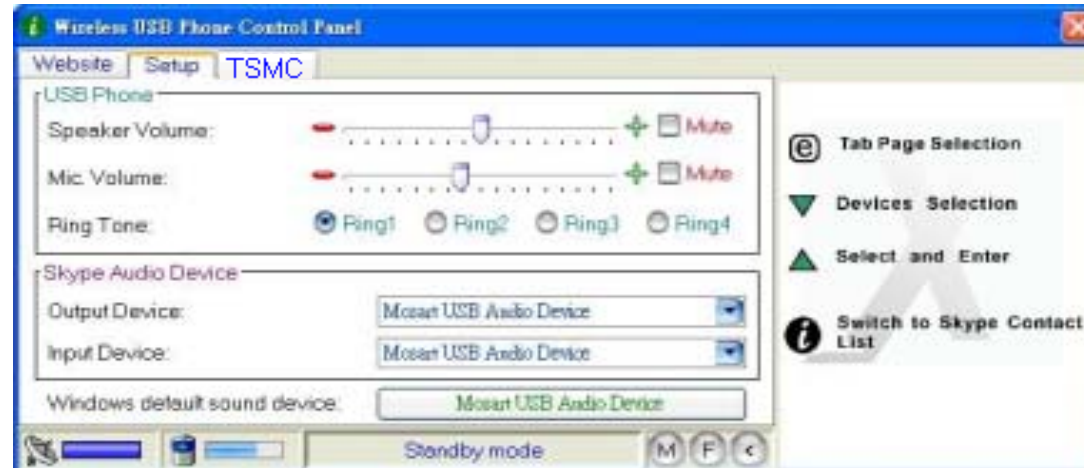 Wireless USB Phone Control Panel
Website Setup TSMC
USB Phone
Speaker Volume: Mute
Mic. Volume: Mute
Ring Tone: Ring1 Ring2 Ring3 Ring4
Skype Audio Device
Output Device: Mozart USB Audio Device
Input Device: Mozart USB Audio Device
Windows default sound device: Mozart USB Audio Device
Standby mode M F <
e Tab Page Selection
Devices Selection
Select and Enter
i Switch to Skype Contact
List